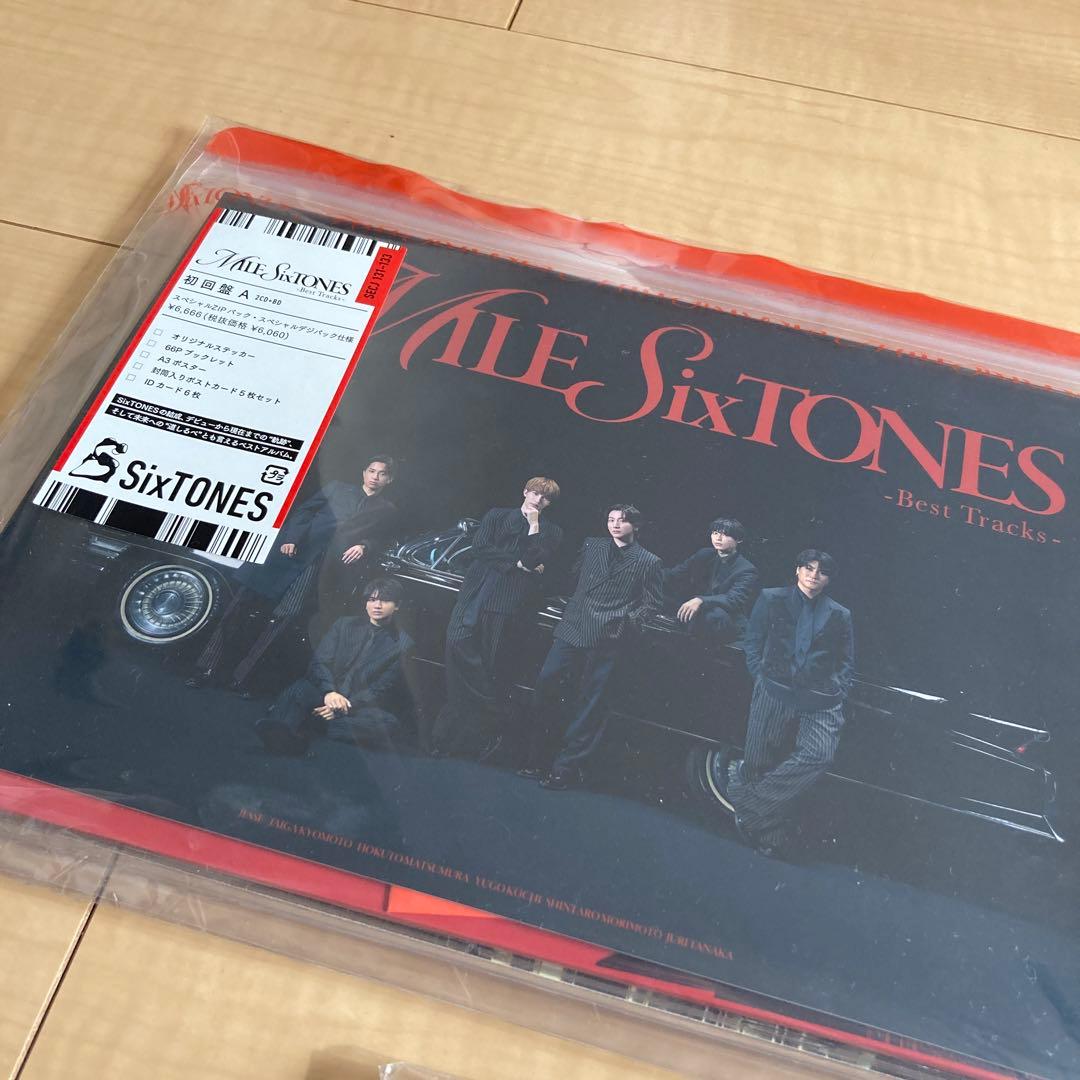 MILE SixTONES
-Best Tracks-
SECJ 131-133
初回盤 A 2CD+BD
スペシャルZIPパック・スペシャルデジパック仕様
¥6,666(税抜価格 ¥6,060)
オリジナルステッカー
66P ブックレット
A3 ポスター
封筒入りポストカード5枚セット
IDカード6枚
SixTONESの結成、デビューから現在までの"軌跡"、
そして未来への"道しるべ"とも言えるベストアルバム。
SixTONES
MILE SixTONES
-Best Tracks-
JESSE TAIGA KYOMOTO HOKUTO MATSUMURA YUGO KOCHI SHINTARO MORIMOTO JURI TANAKA